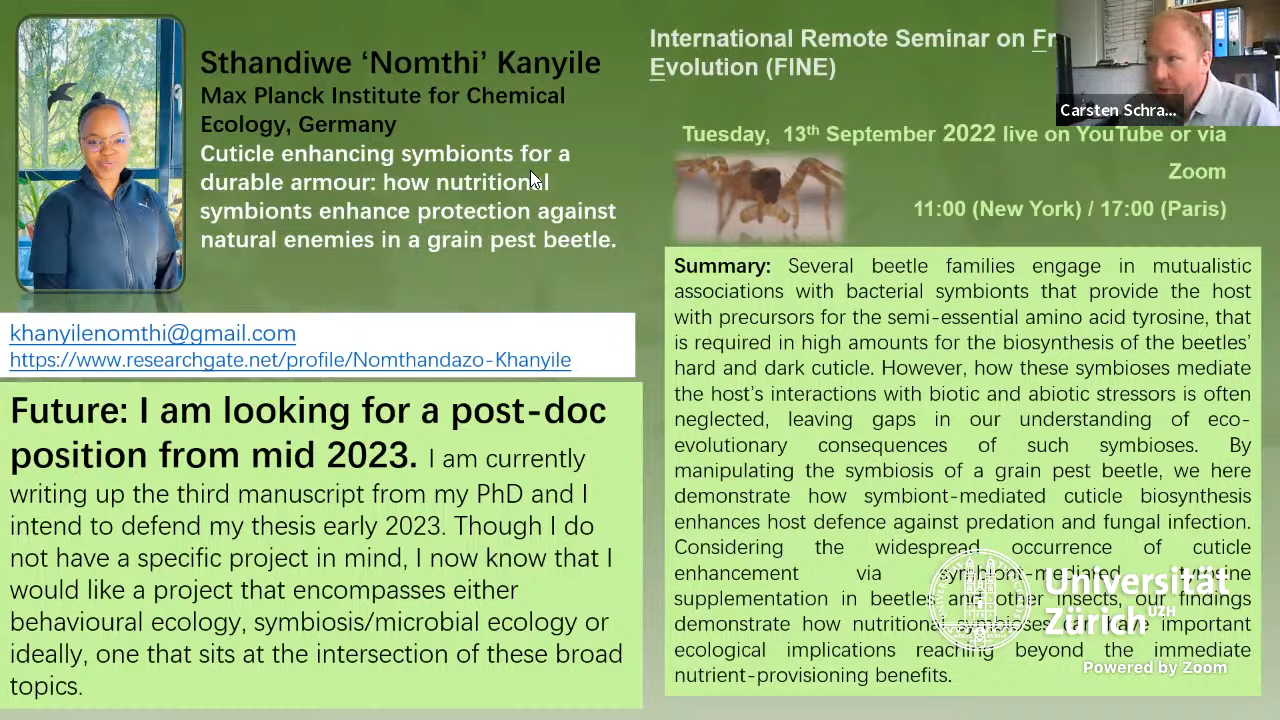 Sthandiwe ‘Nomthi’ Kanyile
Max Planck Institute for Chemical
Ecology, Germany
Cuticle enhancing symbionts for a
durable armour: how nutritional
symbionts enhance protection against
natural enemies in a grain pest beetle.
khanyilenomthi@gmail.com
https://www.researchgate.net/profile/Nomthandazo-Khanyile
Future: I am looking for a post-doc
position from mid 2023. I am currently
writing up the third manuscript from my PhD and I
intend to defend my thesis early 2023. Though I do
not have a specific project in mind, I now know that I
would like a project that encompasses either
behavioural ecology, symbiosis/microbial ecology or
ideally, one that sits at the intersection of these broad
topics.
International Remote Seminar on Fr
Evolution (FINE)
Carsten Schra...
Tuesday, 13th September 2022 live on YouTube or via
Zoom
11:00 (New York) / 17:00 (Paris)
Summary: Several beetle families engage in mutualistic
associations with bacterial symbionts that provide the host
with precursors for the semi-essential amino acid tyrosine, that
is required in high amounts for the biosynthesis of the beetles’
hard and dark cuticle. However, how these symbioses mediate
the host’s interactions with biotic and abiotic stressors is often
neglected, leaving gaps in our understanding of eco-
evolutionary consequences of such symbioses. By
manipulating the symbiosis of a grain pest beetle, we here
demonstrate how symbiont-mediated cuticle biosynthesis
enhances host defence against predation and fungal infection.
Considering the widespread occurrence of cuticle
enhancement via symbiont-mediated tyrosine
supplementation in beetles and other insects, our findings
demonstrate how nutritional symbioses can have important
ecological implications reaching beyond the immediate
nutrient-provisioning benefits.
Universität
Zürich UZH
Powered by Zoom